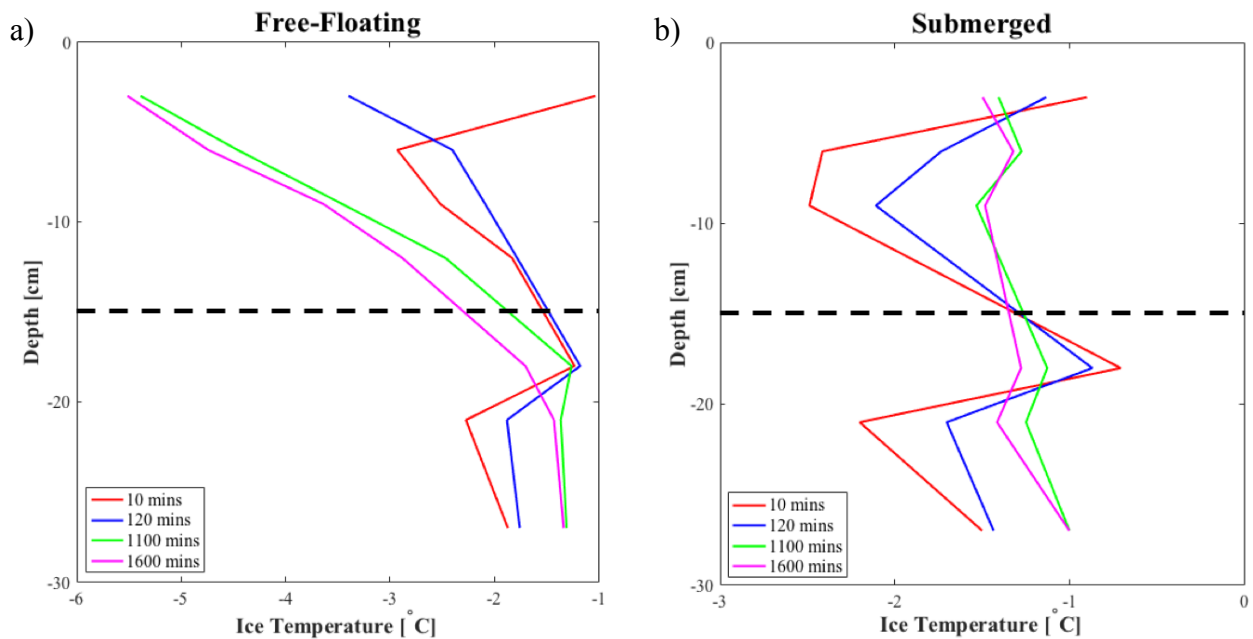 a)
Free-Floating
0
-10
-20
-30
Depth [cm]
-6
-5
-4
-3
-2
-1
Ice Temperature [°C]
10 mins
120 mins
1100 mins
1600 mins
b)
Submerged
0
-10
-20
-30
Depth [cm]
-3
-2
-1
0
Ice Temperature [°C]
10 mins
120 mins
1100 mins
1600 mins